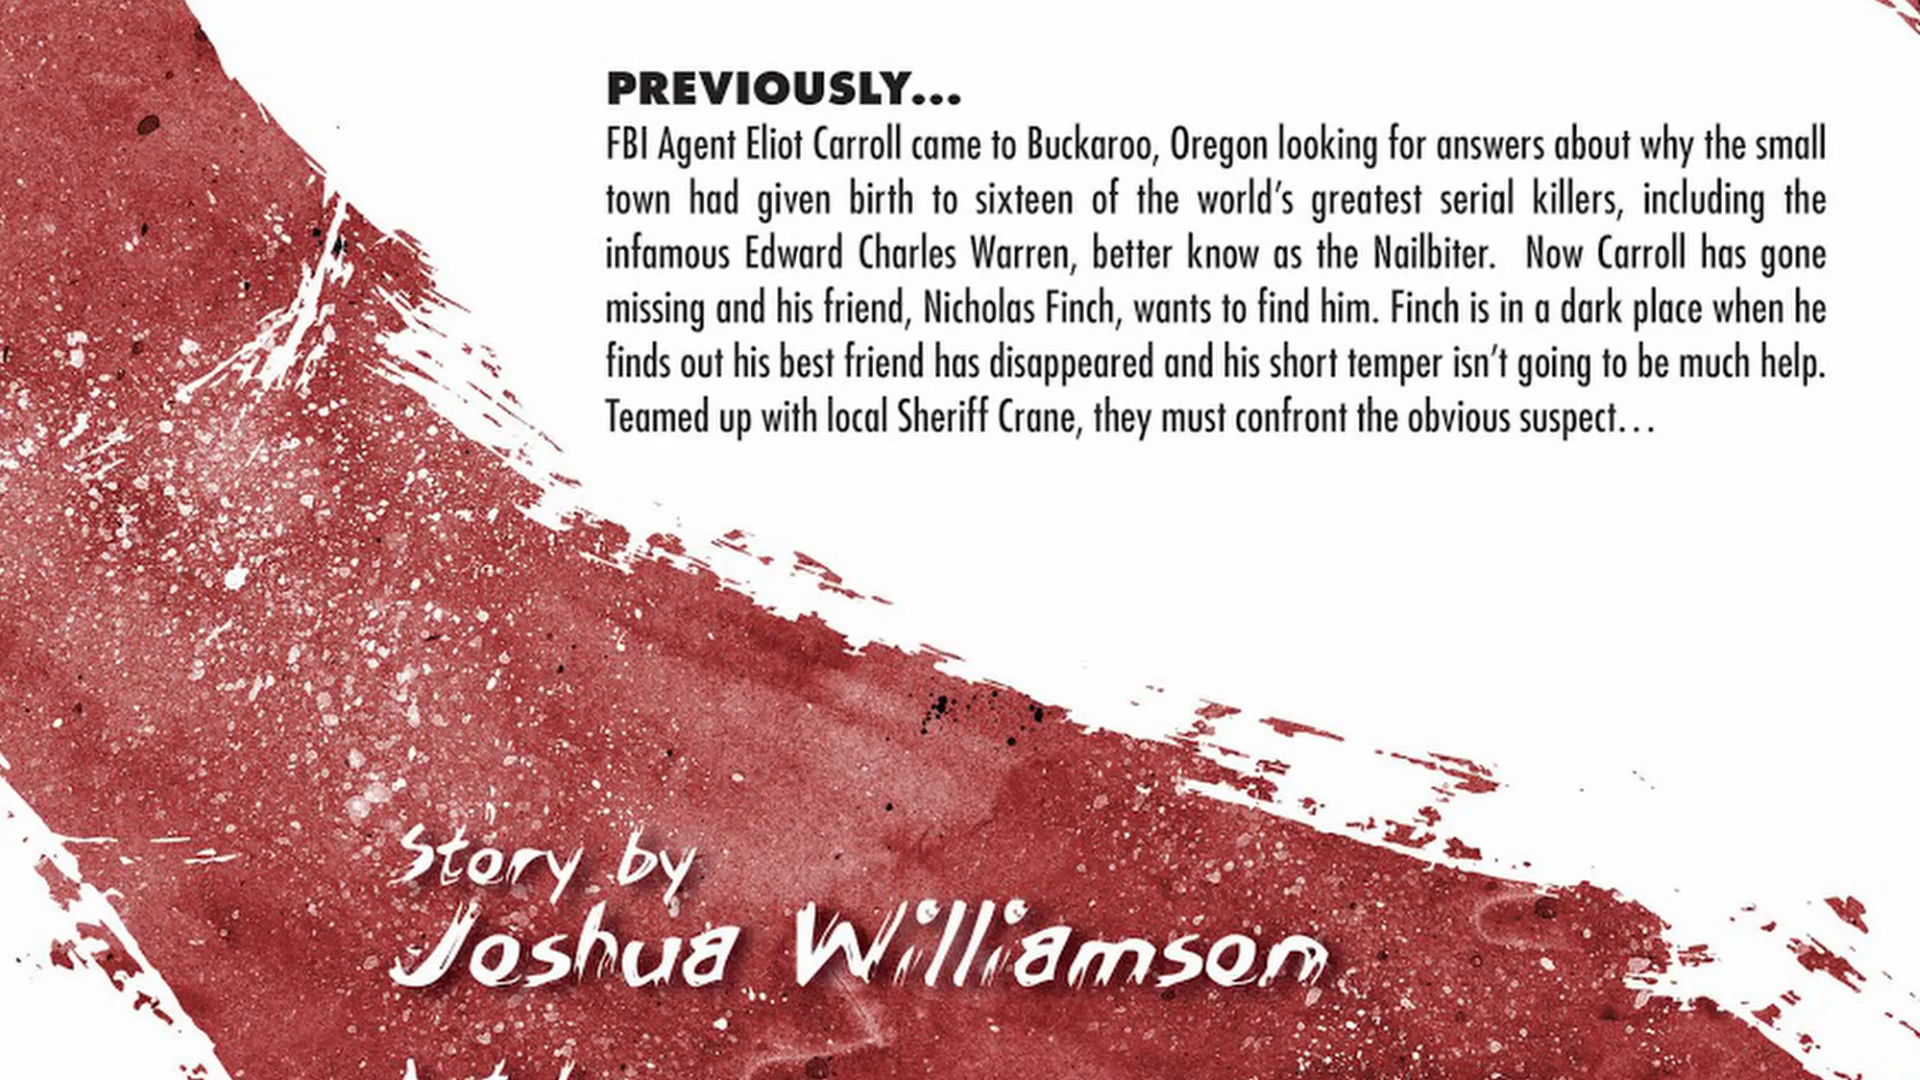 PREVIOUSLY...
FBI Agent Eliot Carroll came to Buckaroo, Oregon looking for answers about why the small
town had given birth to sixteen of the world's greatest serial killers, including the
infamous Edward Charles Warren, better know as the Nailbiter.  Now Carroll has gone
missing and his friend, Nicholas Finch, wants to find him. Finch is in a dark place when he
finds out his best friend has disappeared and his short temper isn't going to be much help.
Teamed up with local Sheriff Crane, they must confront the obvious suspect...
Story by
Joshua Williamson